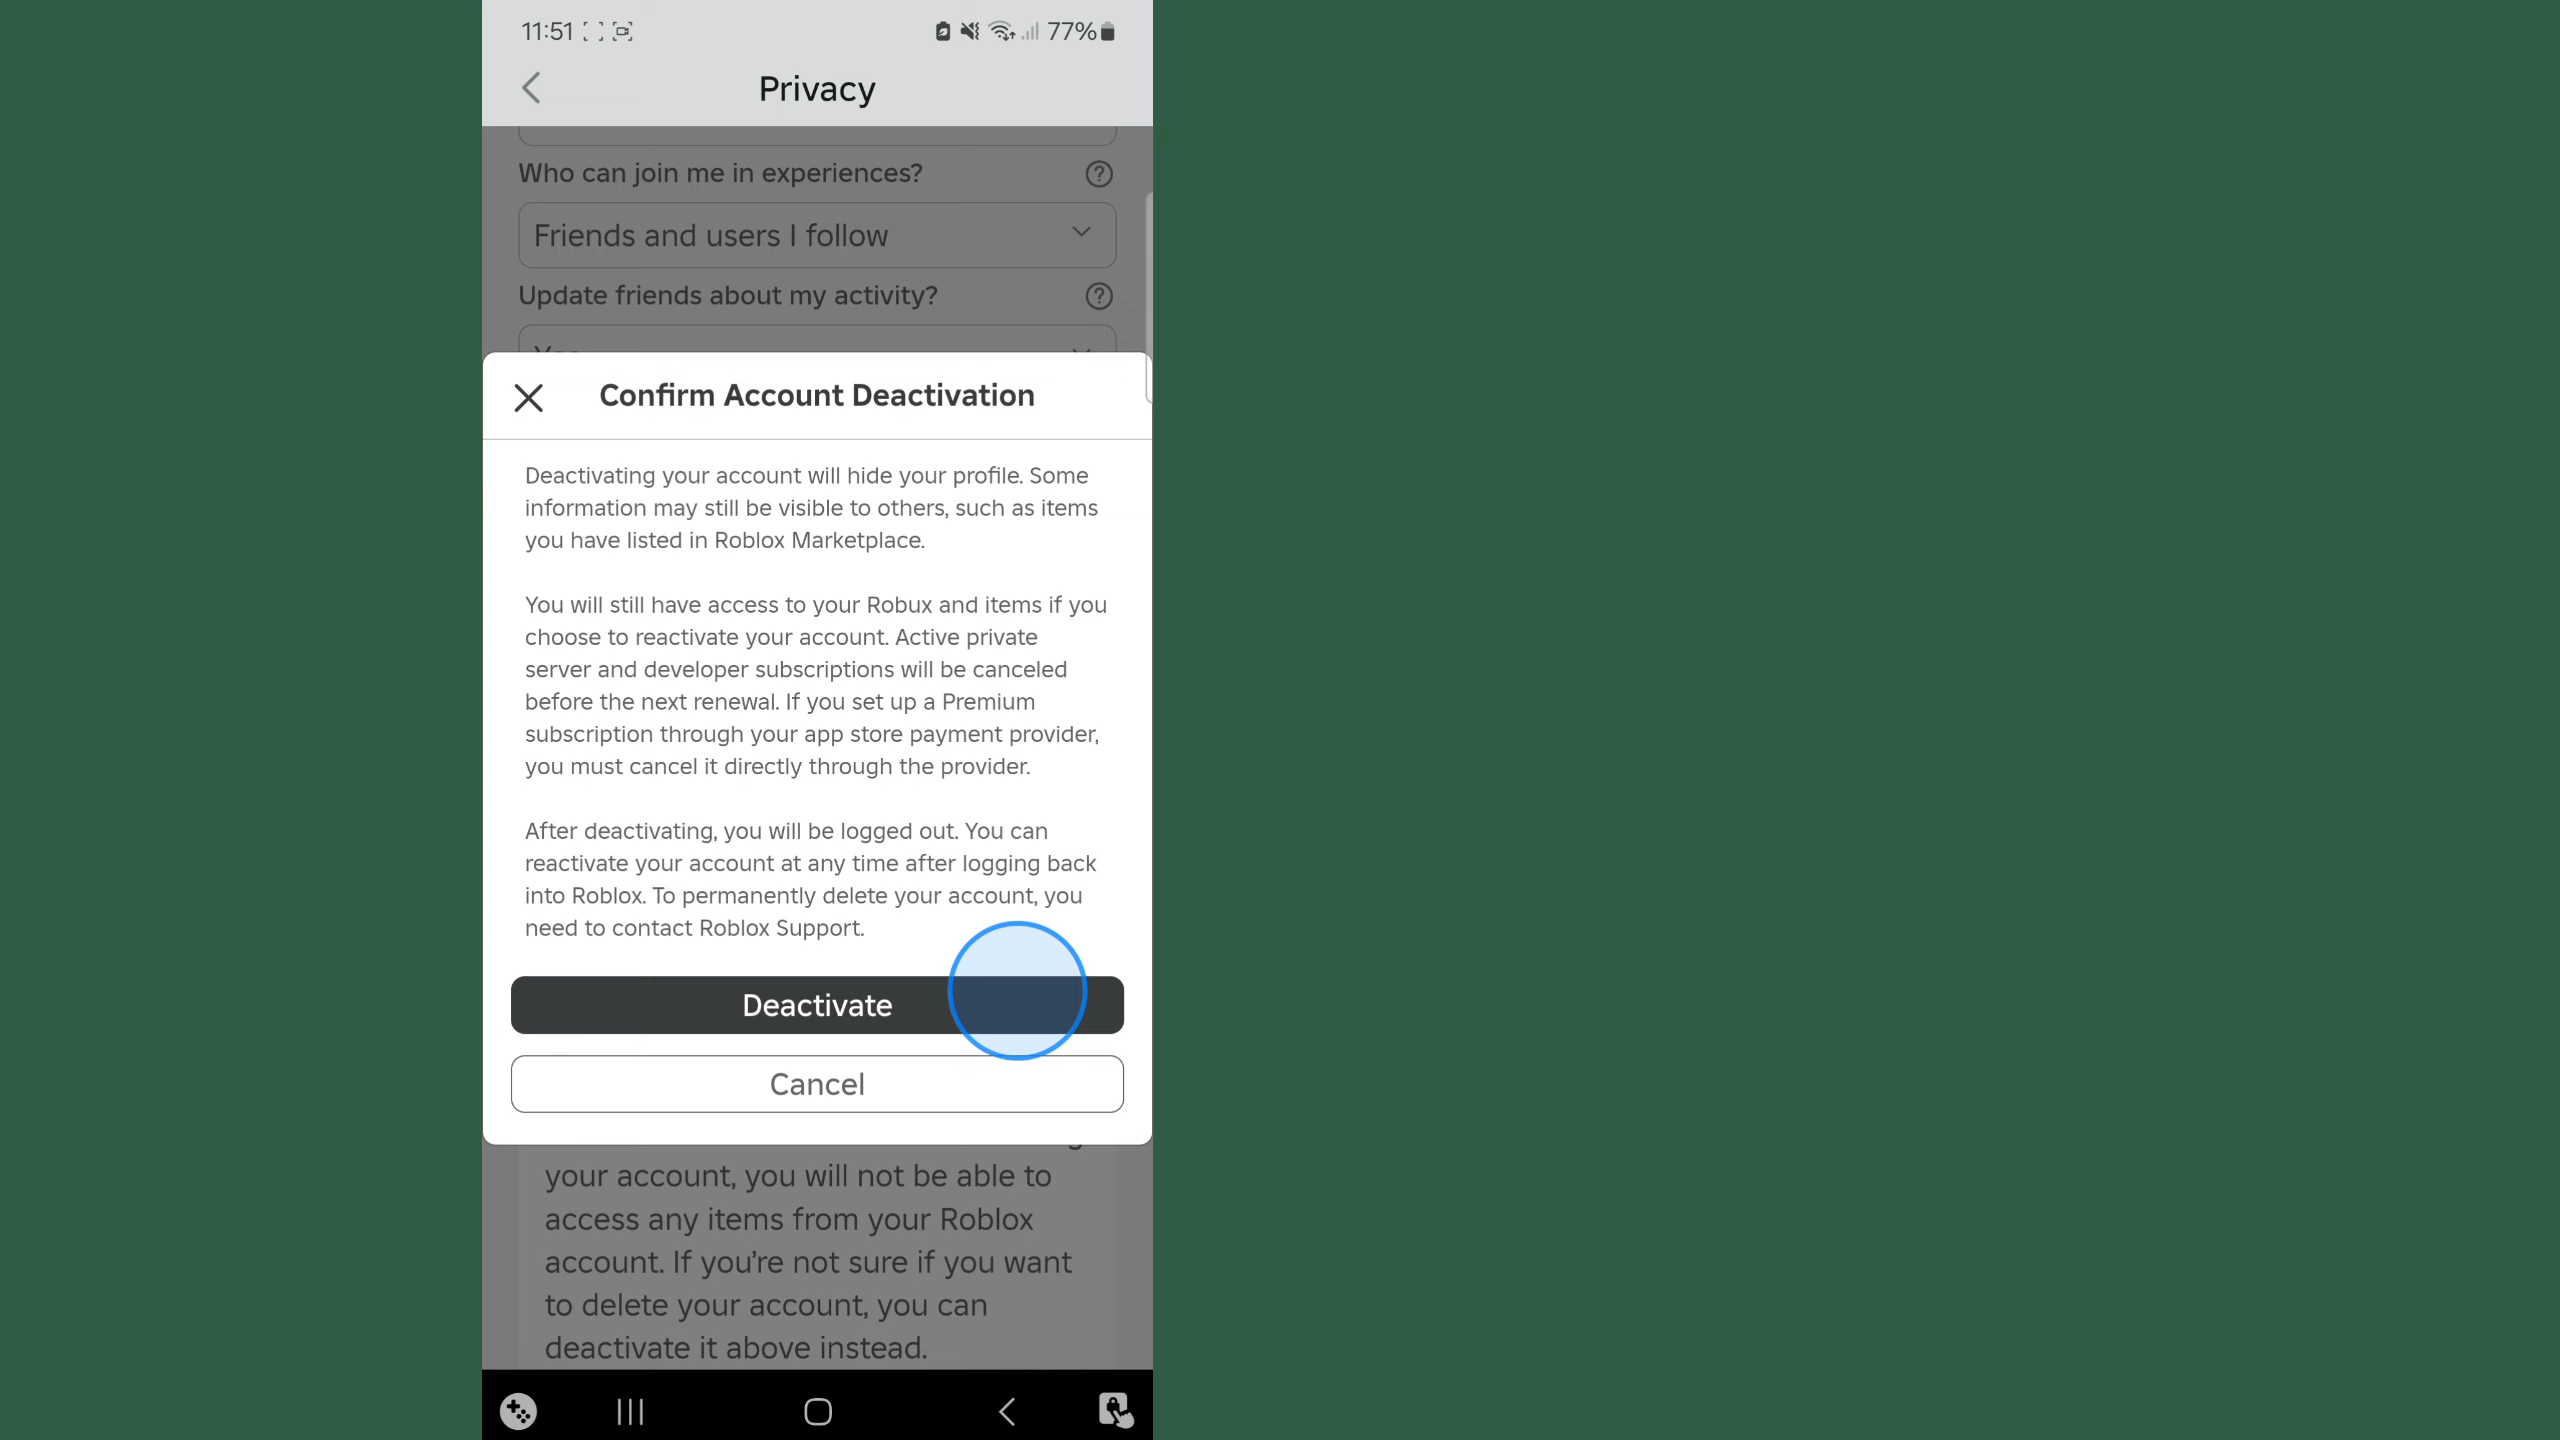 11:51 77%
Privacy
Who can join me in experiences?
Friends and users I follow
Update friends about my activity?
Confirm Account Deactivation
Deactivating your account will hide your profile. Some
information may still be visible to others, such as items
you have listed in Roblox Marketplace.
You will still have access to your Robux and items if you
choose to reactivate your account. Active private
server and developer subscriptions will be canceled
before the next renewal. If you set up a Premium
subscription through your app store payment provider,
you must cancel it directly through the provider.
After deactivating, you will be logged out. You can
reactivate your account at any time after logging back
into Roblox. To permanently delete your account, you
need to contact Roblox Support.
Deactivate
Cancel
your account, you will not be able to
access any items from your Roblox
account. If you're not sure if you want
to delete your account, you can
deactivate it above instead.